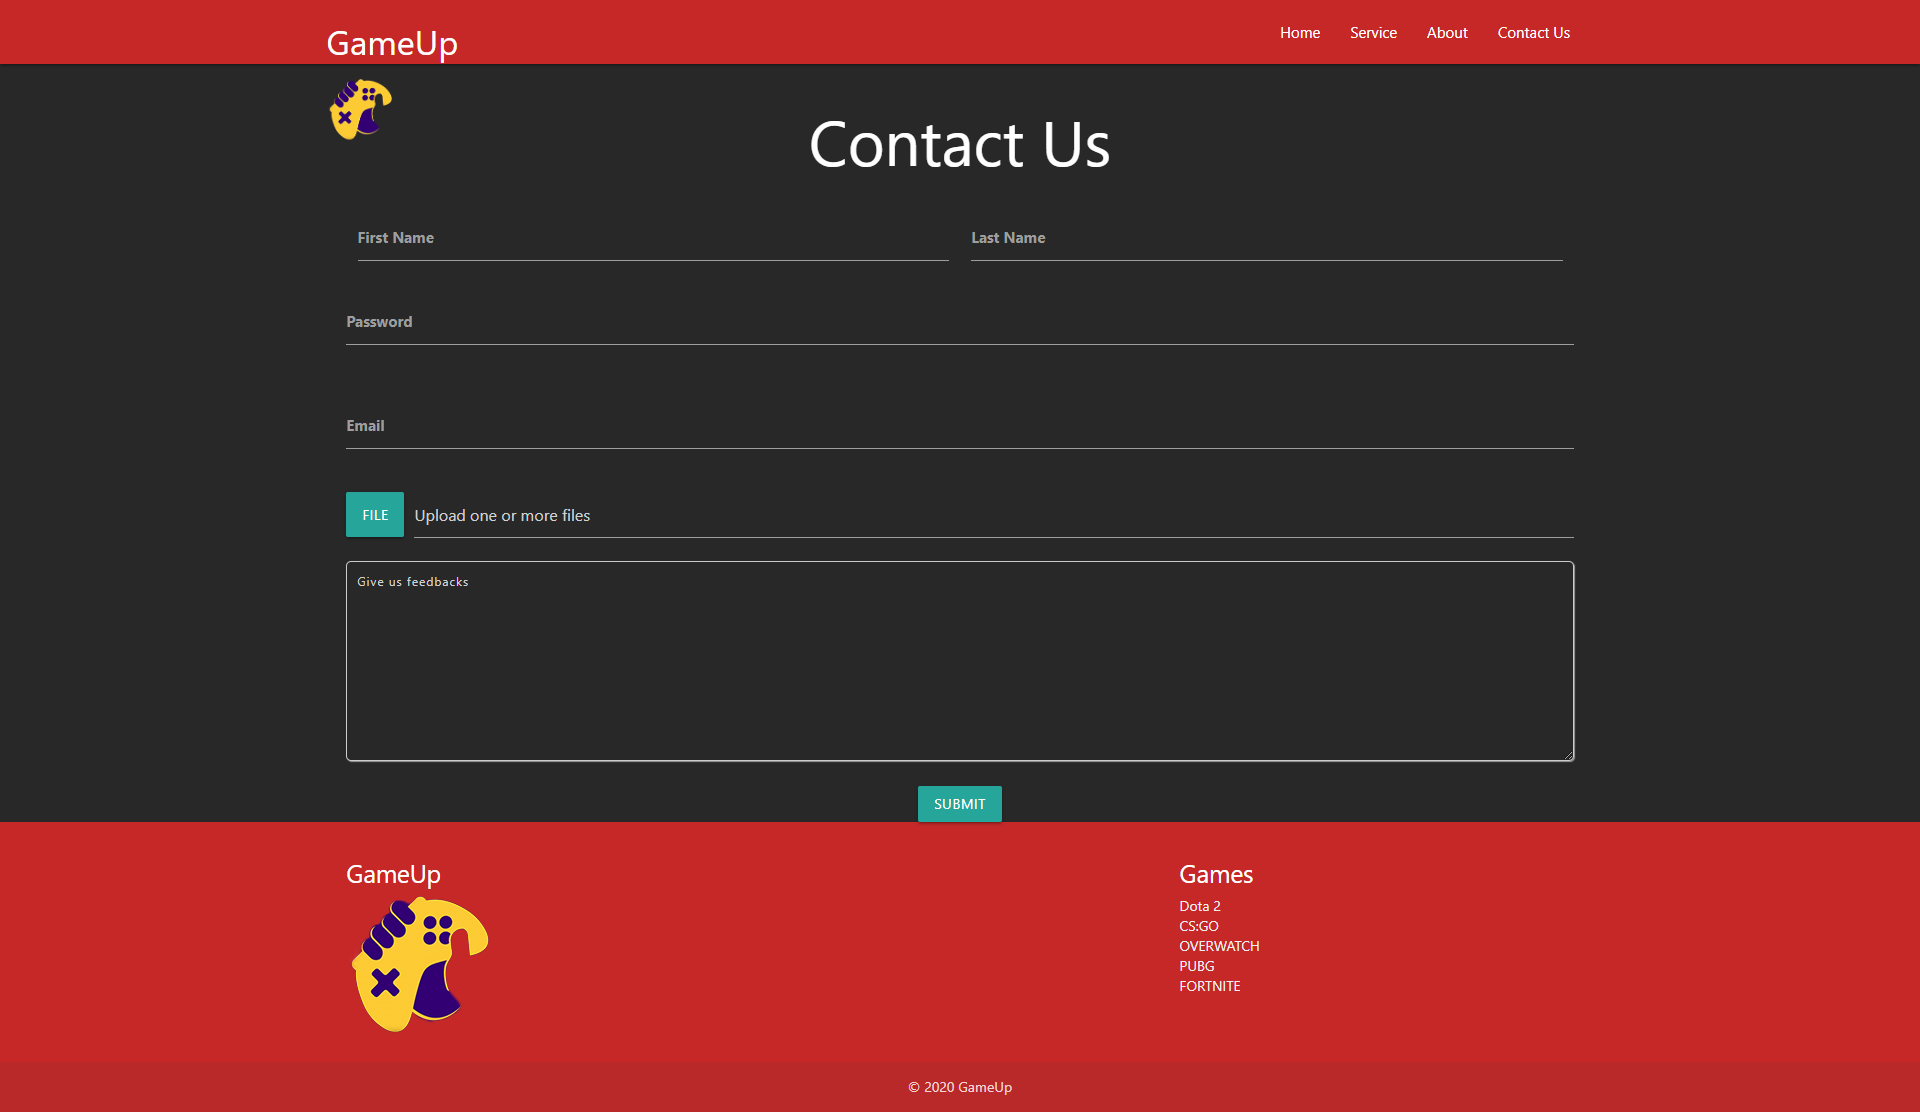 GameUp
Home Service About Contact Us
Contact Us
First Name Last Name
Password
Email
FILE Upload one or more files
Give us feedbacks
SUBMIT
GameUp
Games
Dota 2
CS:GO
OVERWATCH
PUBG
FORTNITE
© 2020 GameUp